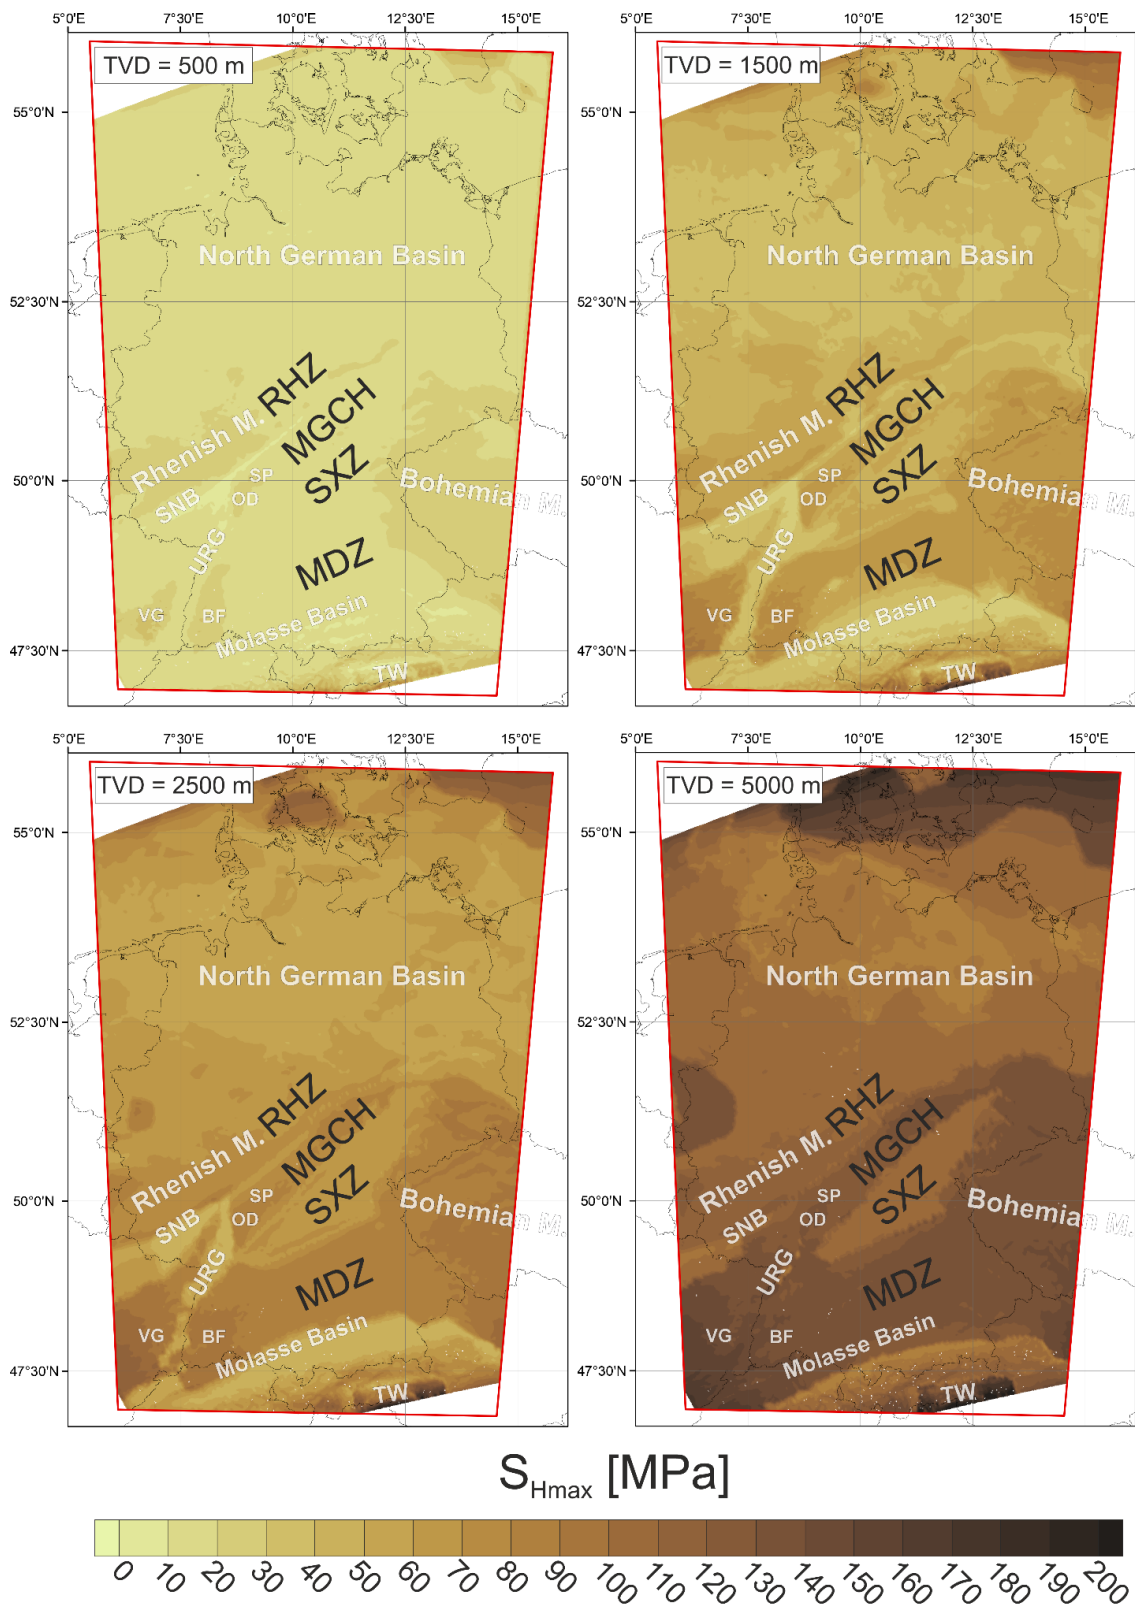 5°0'E 7°30'E 10°0'E 12°30'E 15°0'E
5°0'E 7°30'E 10°0'E 12°30'E 15°0'E
TVD = 500 m
TVD = 1500 m
55°0'N
55°0'N
North German Basin
North German Basin
52°30'N
52°30'N
RHZ
RHZ
Rhenish M.
Rhenish M.
MGCH
MGCH
50°0'N
50°0'N
SP
SP
SXZ
SXZ
SNB
SNB
OD
OD
Bohemian M.
Bohemian M.
URG
URG
MDZ
MDZ
VG
BF
VG
BF
Molasse Basin
Molasse Basin
47°30'N
47°30'N
TW
TW
5°0'E 7°30'E 10°0'E 12°30'E 15°0'E
5°0'E 7°30'E 10°0'E 12°30'E 15°0'E
TVD = 2500 m
TVD = 5000 m
55°0'N
55°0'N
North German Basin
North German Basin
52°30'N
52°30'N
RHZ
RHZ
Rhenish M.
Rhenish M.
MGCH
MGCH
50°0'N
50°0'N
SP
SP
SXZ
SXZ
SNB
SNB
OD
OD
Bohemian M.
Bohemian M.
URG
URG
MDZ
MDZ
VG
BF
VG
BF
Molasse Basin
Molasse Basin
47°30'N
47°30'N
TW
TW
S_Hmax [MPa]
0 10 20 30 40 50 60 70 80 90 100 110 120 130 140 150 160 170 180 190 200